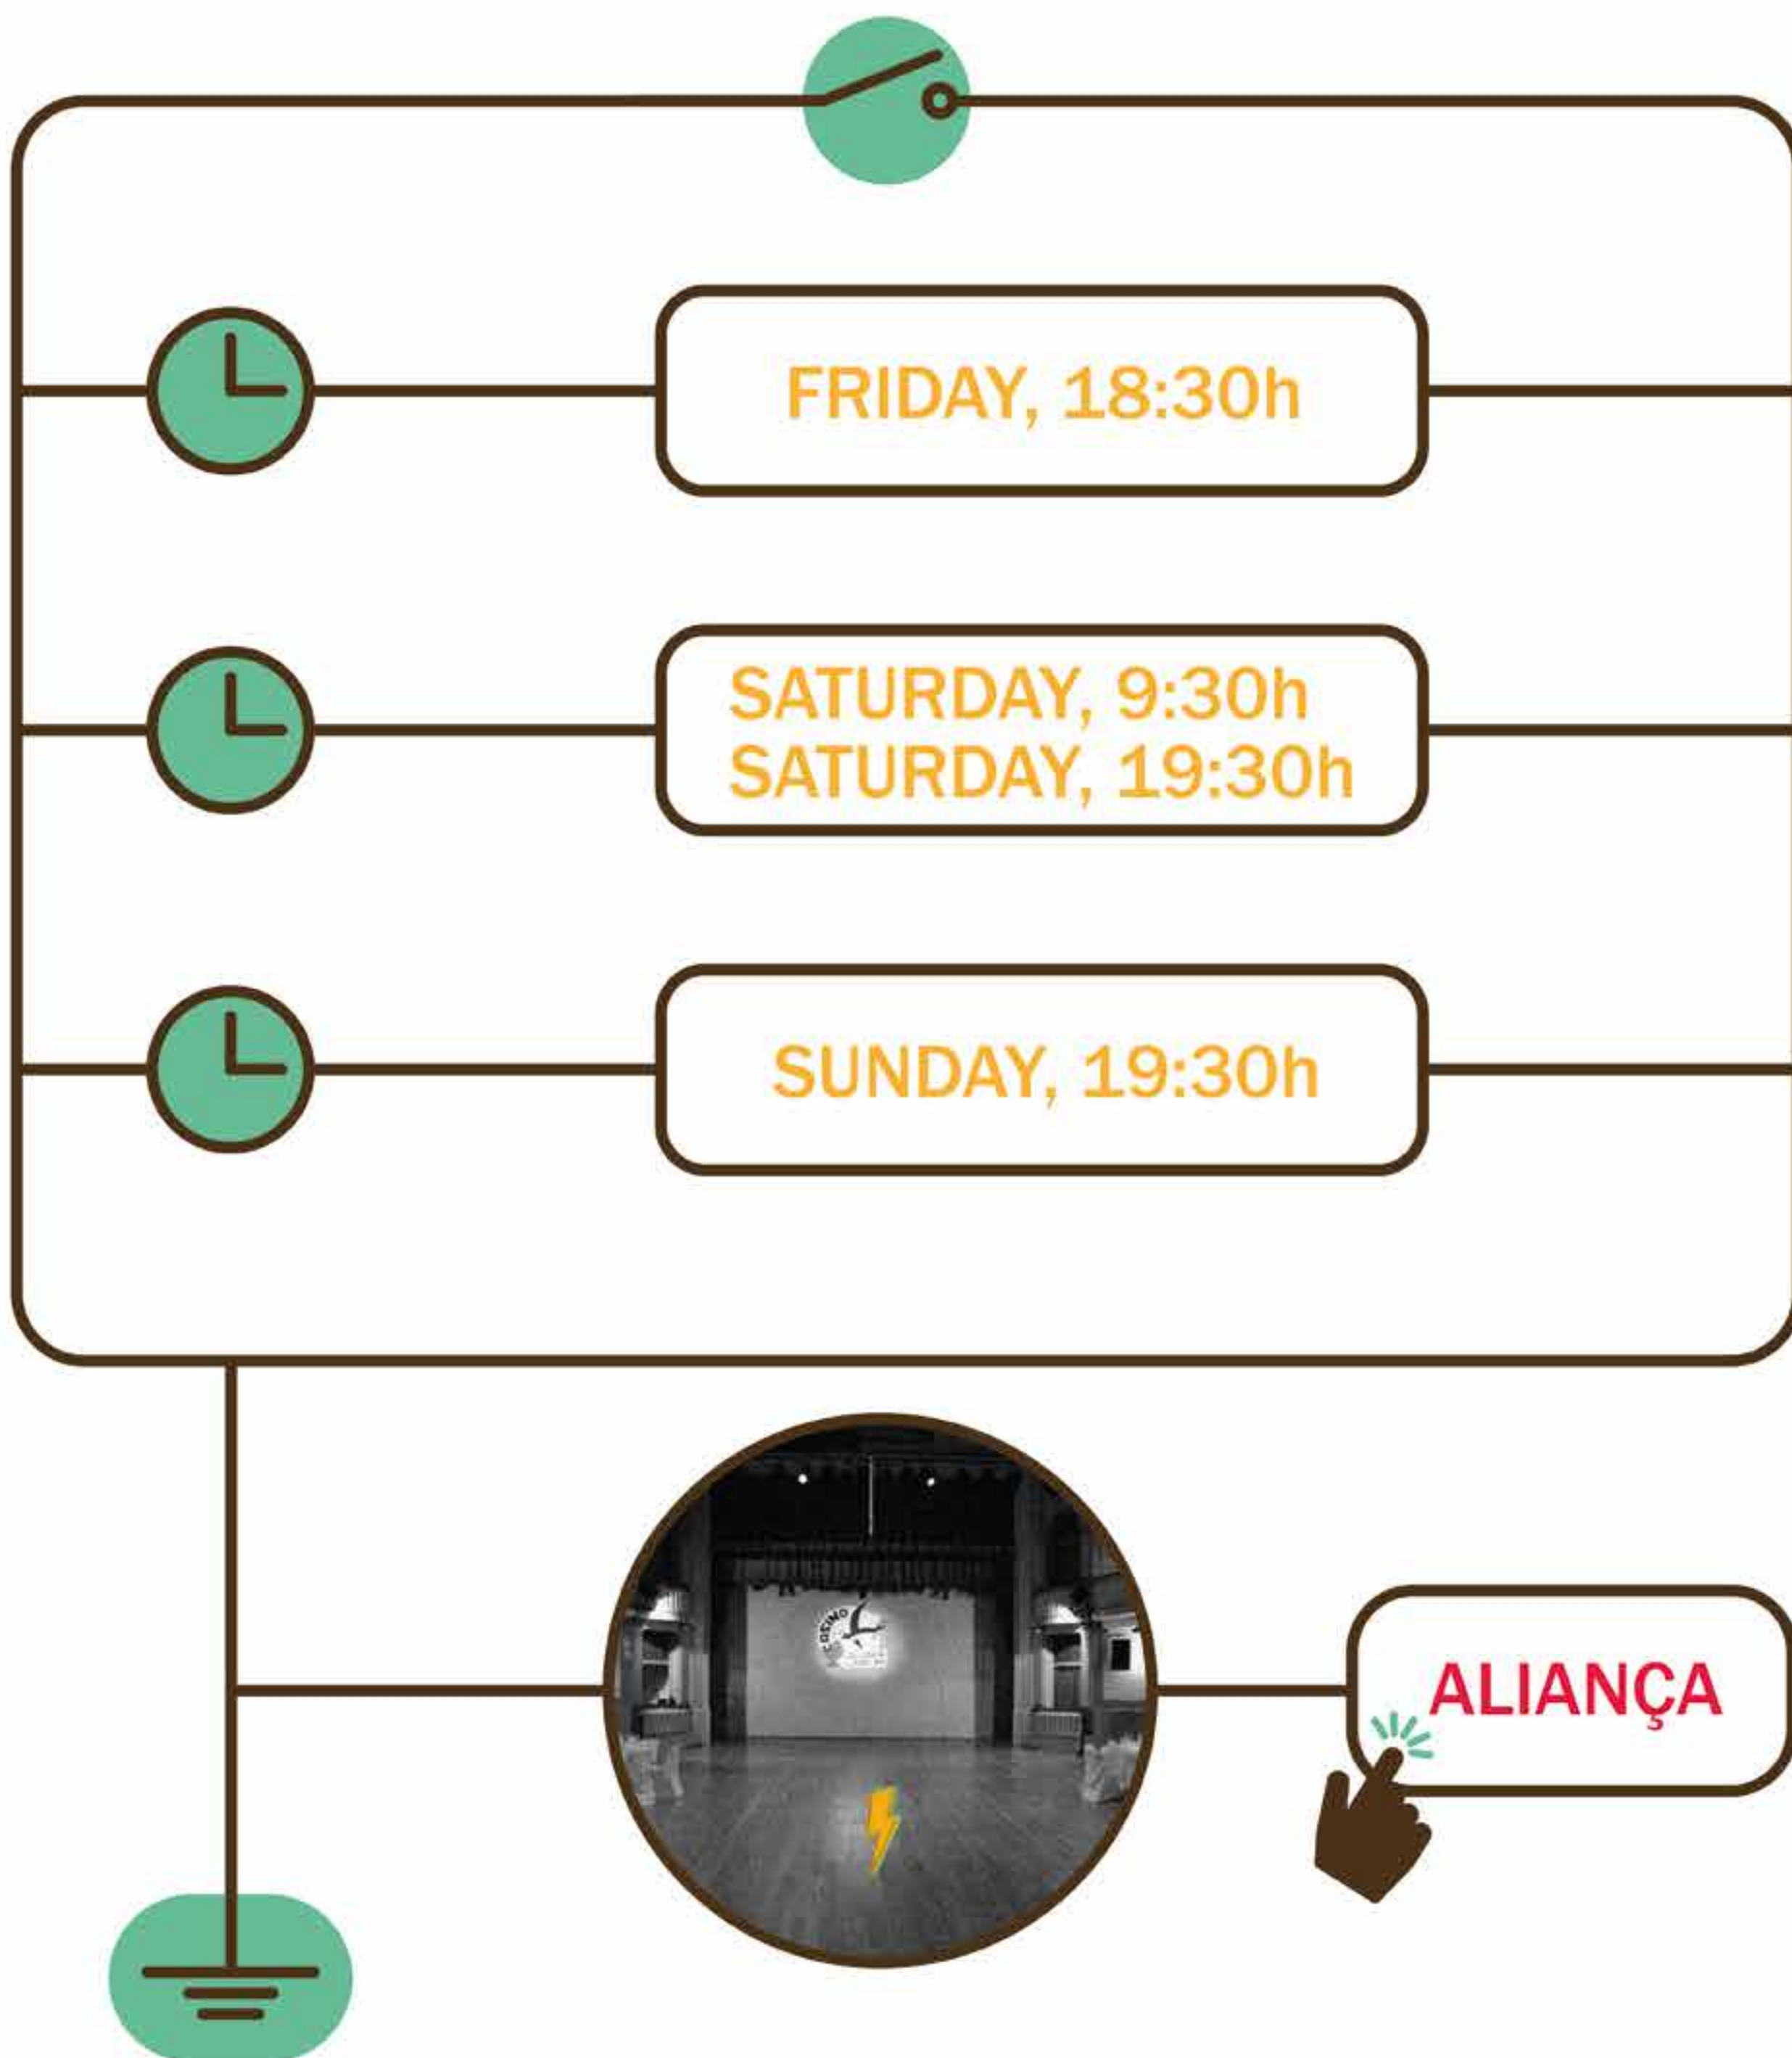 FRIDAY, 18:30h
SATURDAY, 9:30h
SATURDAY, 19:30h
SUNDAY, 19:30h
ALIANÇA